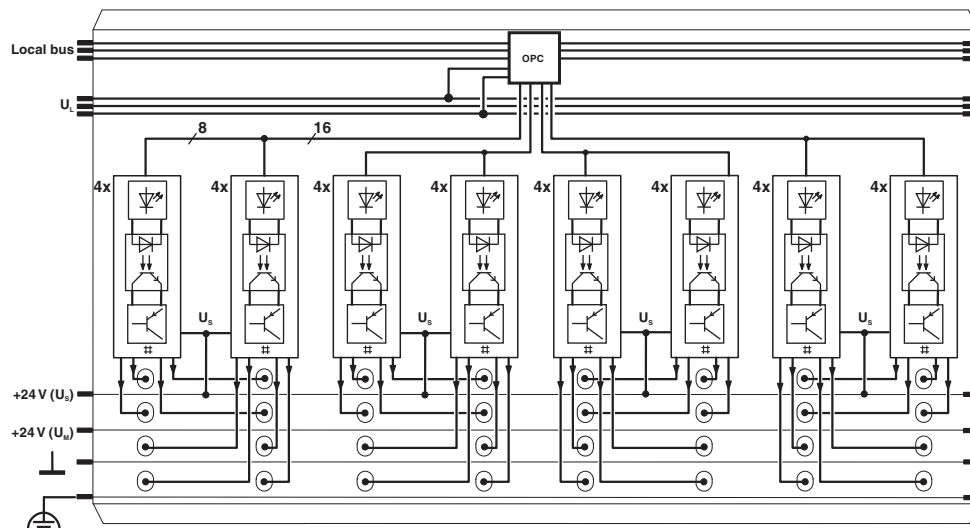 Local bus
OPC
U_L
8 16
4x 4x 4x 4x 4x 4x 4x 4x
U_S U_S U_S U_S
# # # # # # # #
+24 V (U_S)
+24 V (U_M)